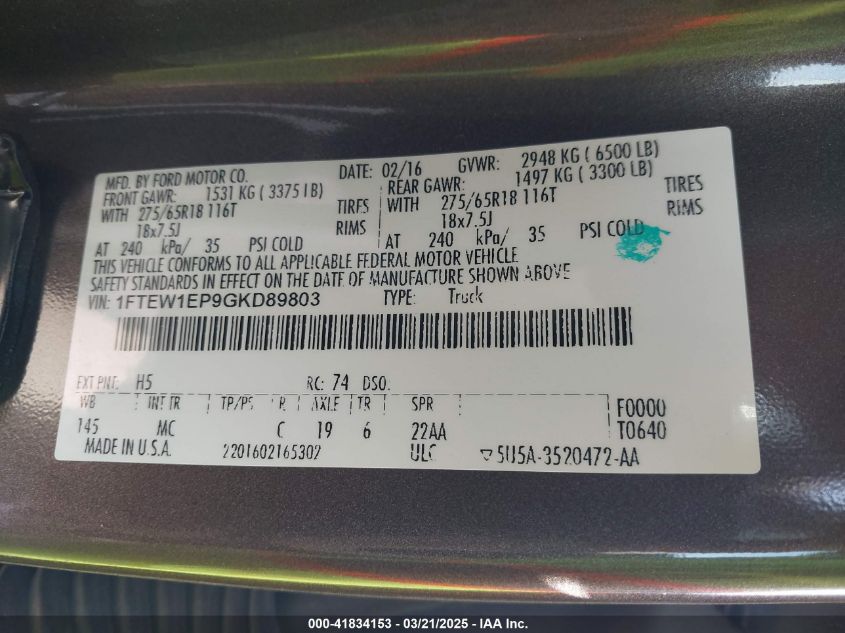 MFD. BY FORD MOTOR CO. DATE: 02/16 GVWR: 2948 KG ( 6500 LB)
FRONT GAWR: 1531 KG ( 3375 LB) REAR GAWR: 1497 KG ( 3300 LB)
WITH 275/65R18 116T TIRES WITH 275/65R18 116T TIRES
18x7.5J RIMS 18x7.5J RIMS
AT 240 kPa/ 35 PSI COLD AT 240 kPa/ 35 PSI COLD
THIS VEHICLE CONFORMS TO ALL APPLICABLE FEDERAL MOTOR VEHICLE
SAFETY STANDARDS IN EFFECT ON THE DATE OF MANUFACTURE SHOWN ABOVE
VIN: 1FTEW1EP9GKD89803 TYPE: Truck
EXT PNT: H5 RC: 74 DSO:
WB INT TR TP/PS R AXLE TR SPR F0000
145 MC C 19 6 22AA T0640
MADE IN U.S.A. 2201602165302 ULC ▽5U5A-3520472-AA
000-41834153 - 03/21/2025 - IAA Inc.